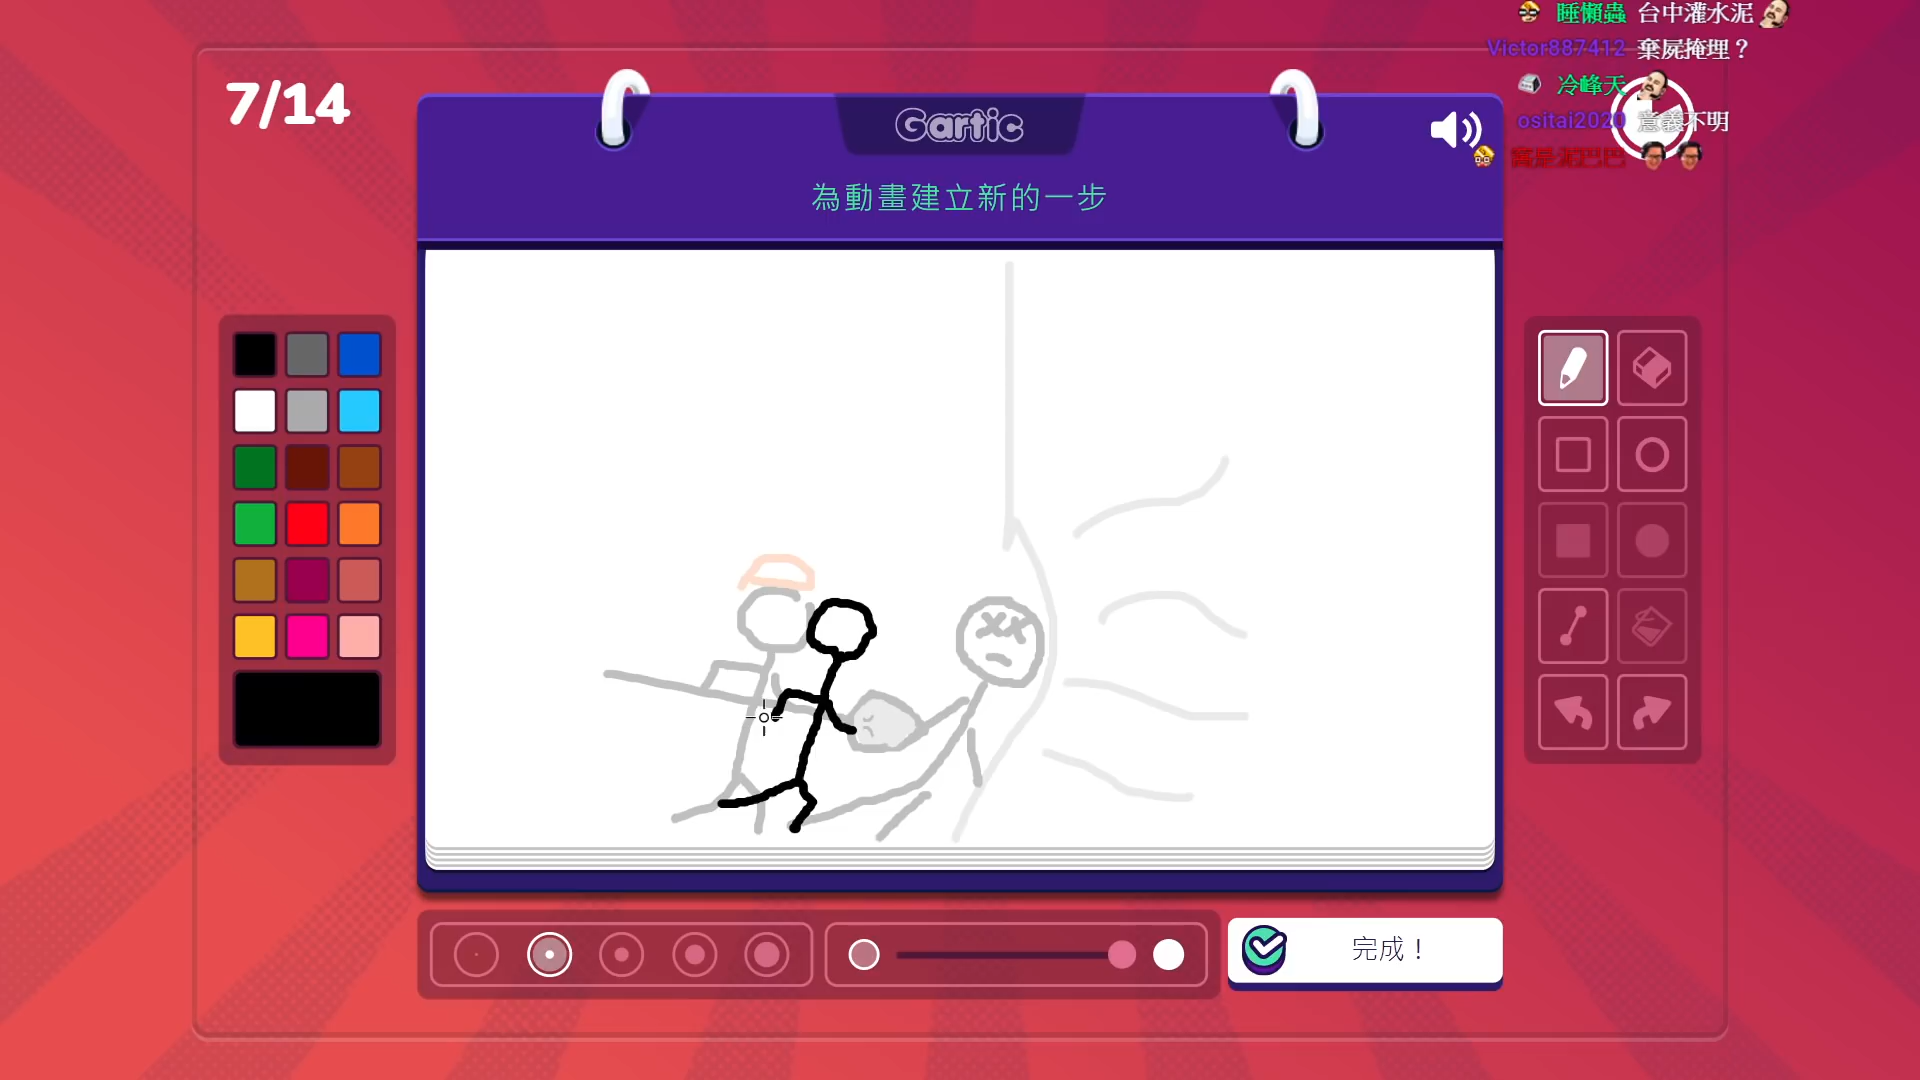 睡懶蟲 台中灌水泥
Victor887412 棄屍掩埋？
冷峰天
ositai2020 意義不明
7/14
Gartic
為動畫建立新的一步
XX
完成！